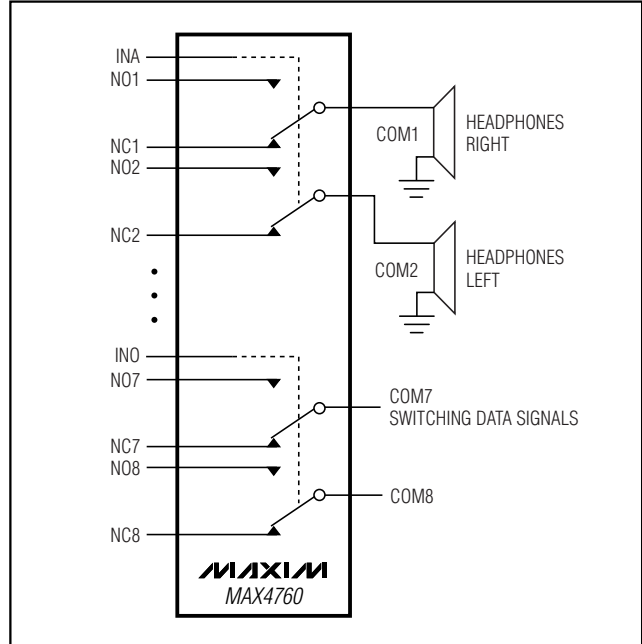 INA
NO1
NC1
NO2
NC2
COM1
HEADPHONES
RIGHT
COM2
HEADPHONES
LEFT
INO
NO7
NC7
NO8
NC8
COM7
SWITCHING DATA SIGNALS
COM8
MAXIM
MAX4760